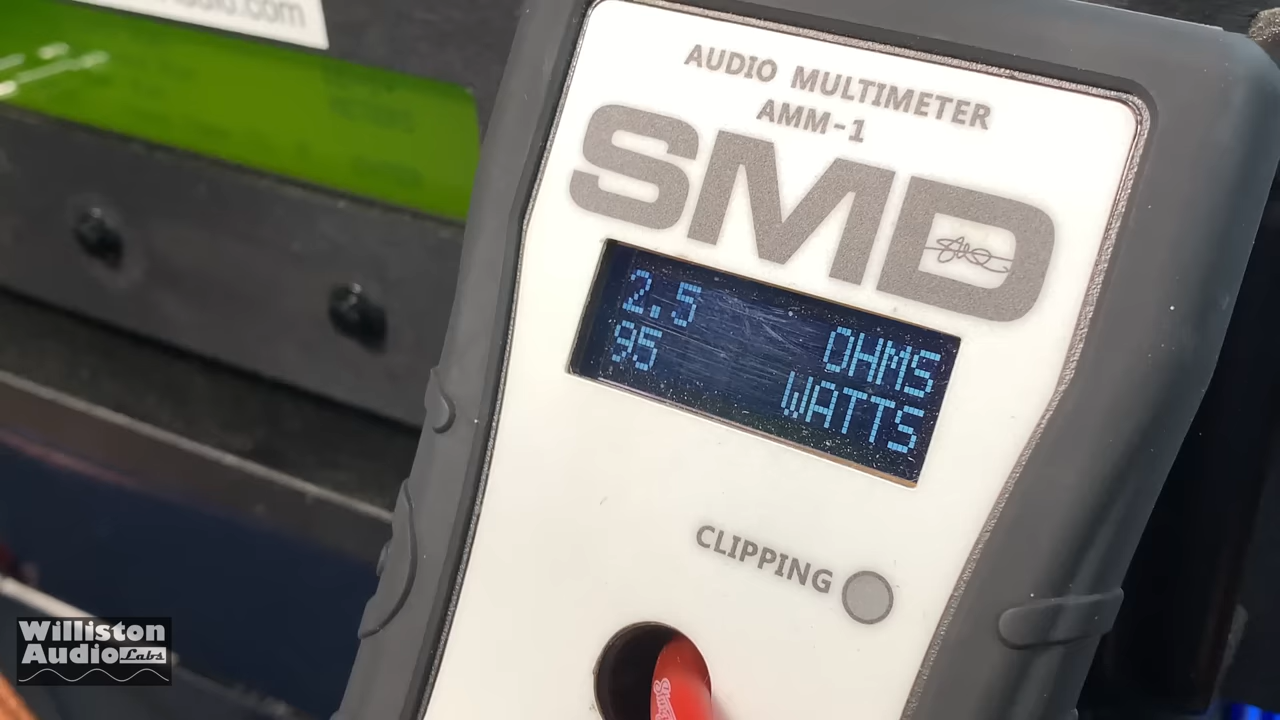 AUDIO MULTIMETER
AMM-1
SMD
2.5 OHMS
95 WATTS
CLIPPING
Williston
Audio Labs